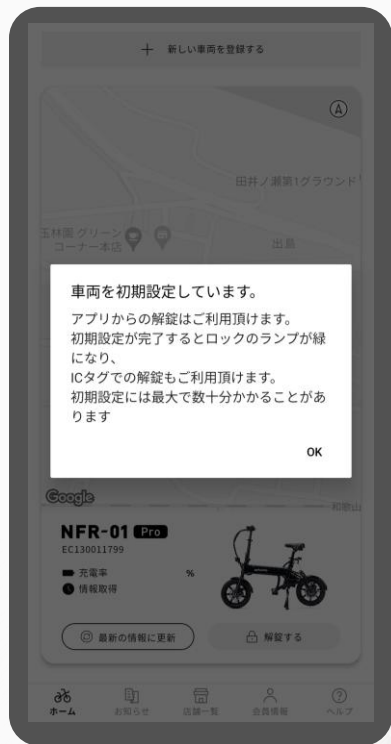 ＋ 新しい車両を登録する
A
田井ノ瀬第1グラウンド
玉林園 グリーン
コーナー本店
出島
車両を初期設定しています。
アプリからの解錠はご利用頂けます。
初期設定が完了するとロックのランプが緑
になり、
ICタグでの解錠もご利用頂けます。
初期設定には最大で数十分かかることがあ
ります
OK
Google
和歌山
NFR-01 Pro
EC130011799
充電率 %
情報取得
最新の情報に更新
解錠する
ホーム お知らせ 店舗一覧 会員情報 ヘルプ